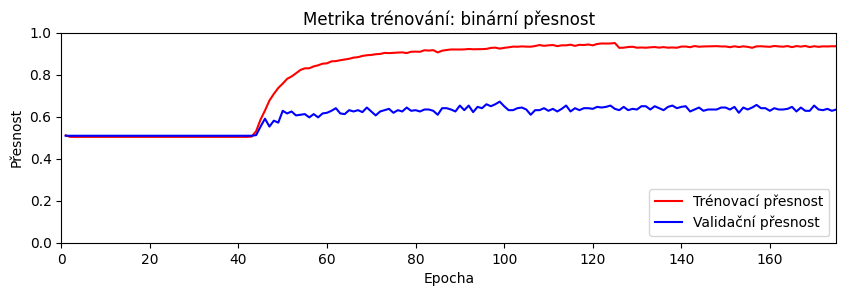 Metrika trénování: binární přesnost
Přesnost
1.0
0.8
0.6
0.4
0.2
0.0
0 20 40 60 80 100 120 140 160
Epocha
Trénovací přesnost
Validační přesnost